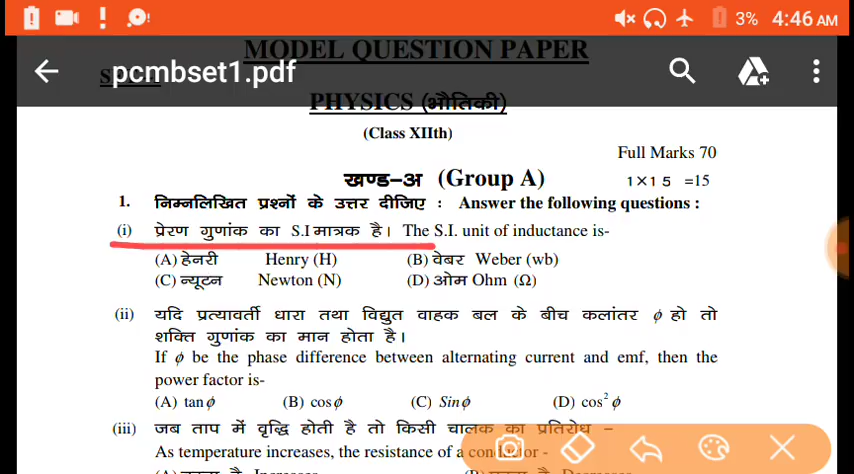 3% 4:46 AM
MODEL QUESTION PAPER
pcmbset1.pdf
PHYSICS (भौतिकी)
(Class XIIth)
Full Marks 70
खण्ड-अ (Group A) 1×15 =15
1. निम्नलिखित प्रश्नों के उत्तर दीजिए : Answer the following questions :
(i) प्रेरण गुणांक का S.I मात्रक है। The S.I. unit of inductance is-
(A) हेनरी Henry (H) (B) वेबर Weber (wb)
(C) न्यूटन Newton (N) (D) ओम Ohm (Ω)
(ii) यदि प्रत्यावर्ती धारा तथा विद्युत वाहक बल के बीच कलांतर ϕ हो तो
शक्ति गुणांक का मान होता है।
If ϕ be the phase difference between alternating current and emf, then the
power factor is-
(A) tanϕ (B) cosϕ (C) Sinϕ (D) cos² ϕ
(iii) जब ताप में वृद्धि होती है तो किसी चालक का प्रतिरोध –
As temperature increases, the resistance of a conductor -